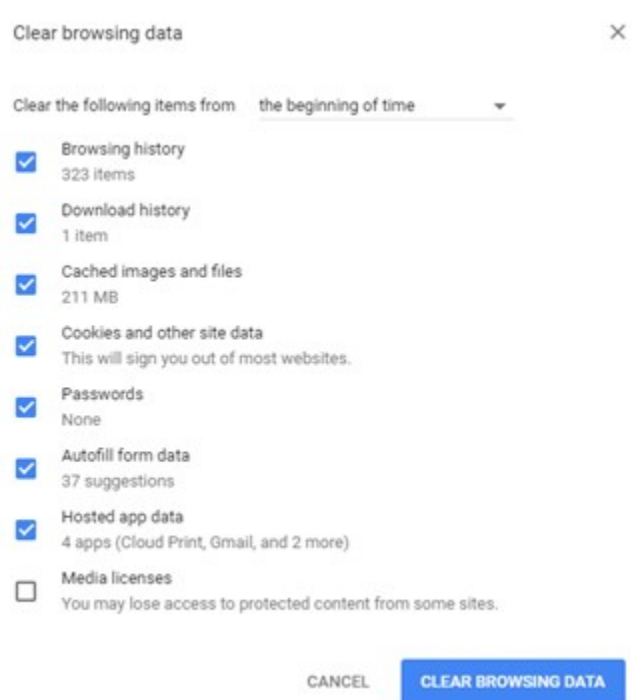 Clear browsing data
Clear the following items from the beginning of time
Browsing history
323 items
Download history
1 item
Cached images and files
211 MB
Cookies and other site data
This will sign you out of most websites.
Passwords
None
Autofill form data
37 suggestions
Hosted app data
4 apps (Cloud Print, Gmail, and 2 more)
Media licenses
You may lose access to protected content from some sites.
CANCEL CLEAR BROWSING DATA